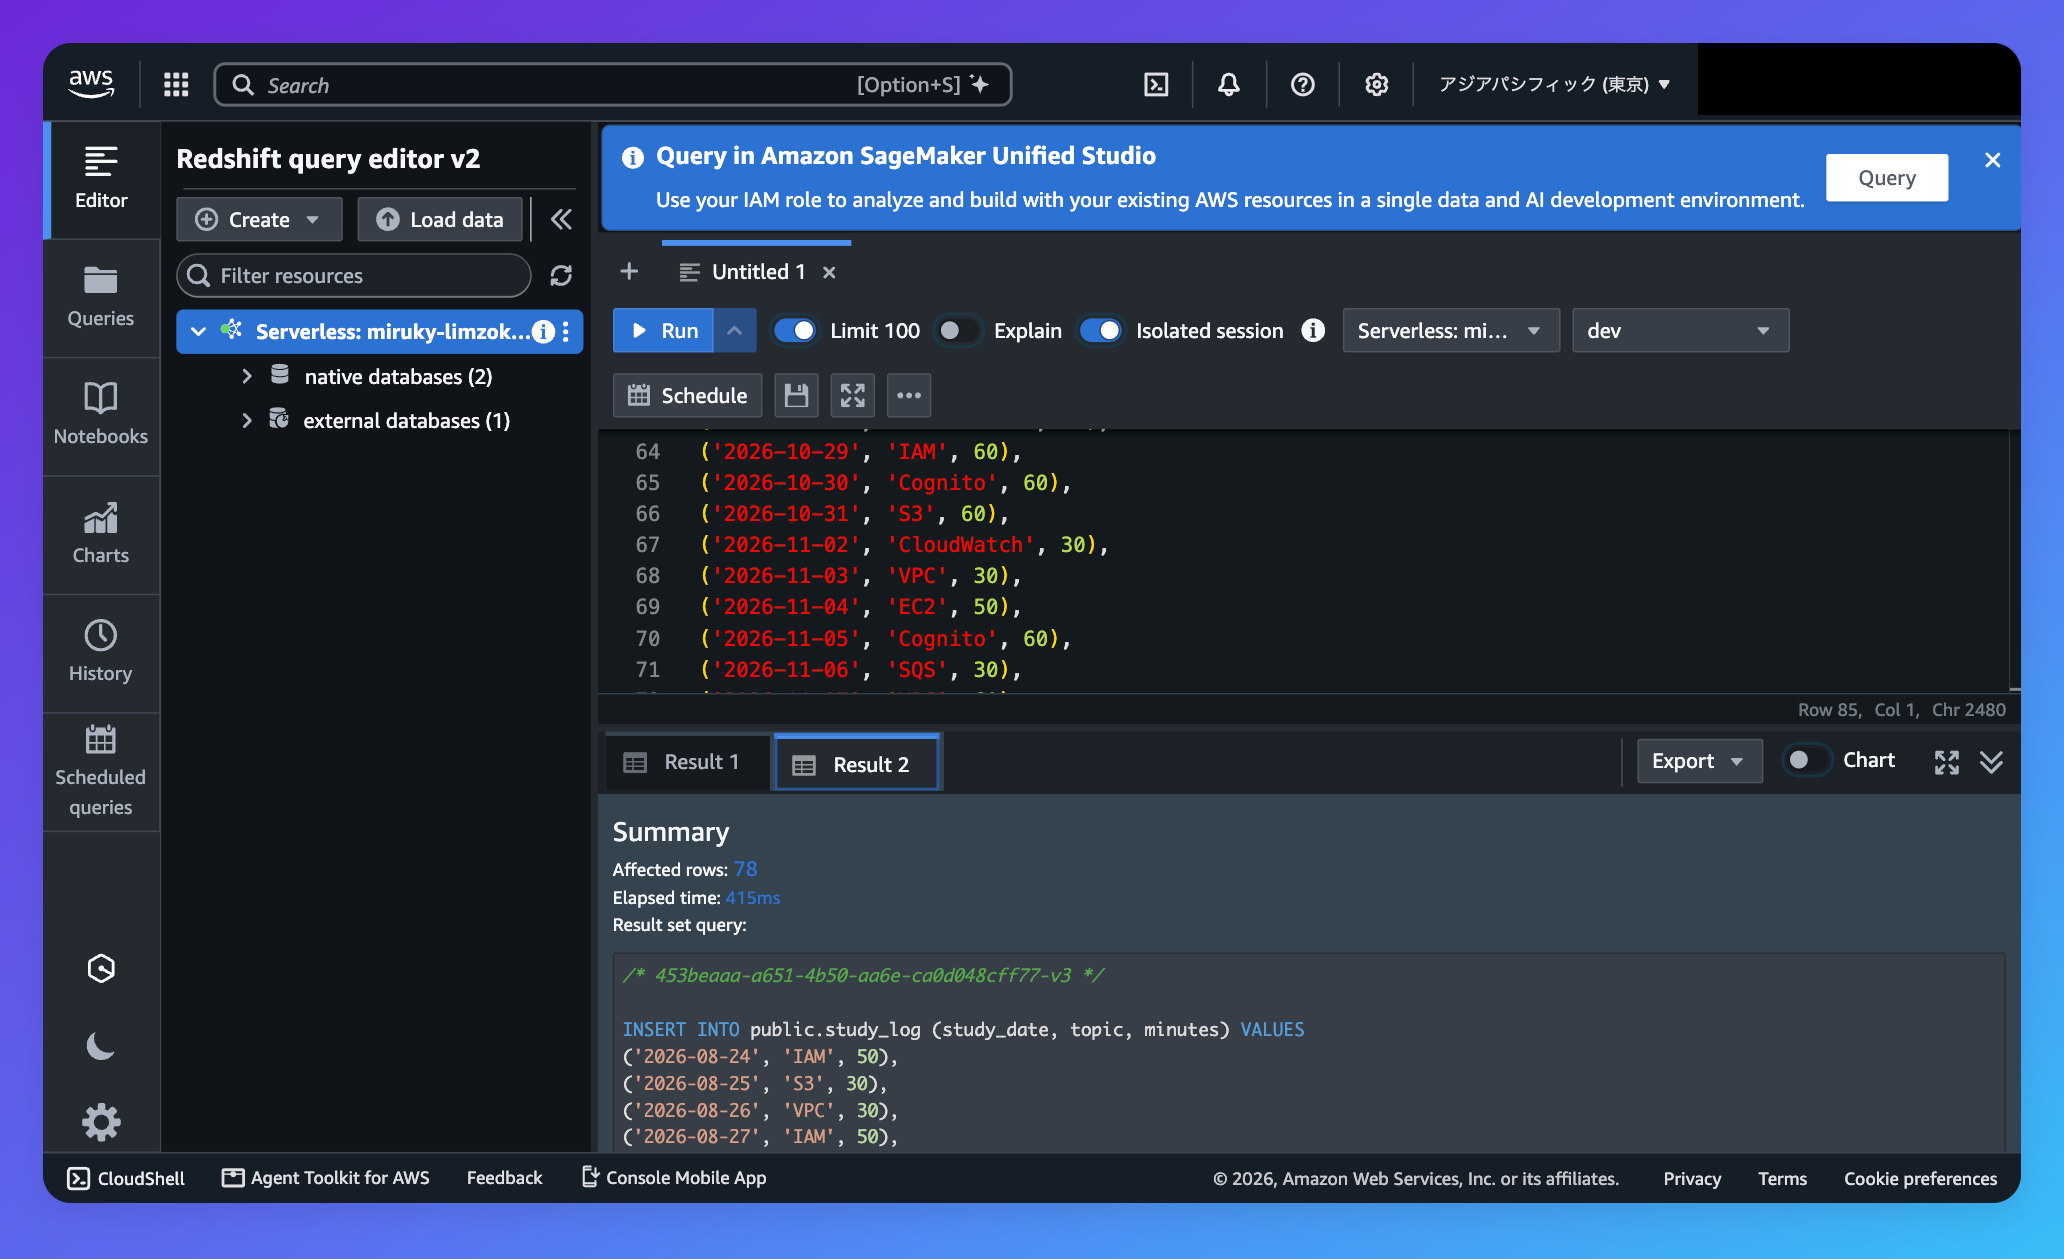 aws
Search [Option+S]
アジアパシフィック (東京)
Editor
Queries
Notebooks
Charts
History
Scheduled
queries
Redshift query editor v2
Create
Load data
Filter resources
Serverless: miruky-limzok...
native databases (2)
external databases (1)
Query in Amazon SageMaker Unified Studio
Use your IAM role to analyze and build with your existing AWS resources in a single data and AI development environment.
Query
Untitled 1
Run
Limit 100
Explain
Isolated session
Serverless: mi...
dev
Schedule
64 ('2026-10-29', 'IAM', 60),
65 ('2026-10-30', 'Cognito', 60),
66 ('2026-10-31', 'S3', 60),
67 ('2026-11-02', 'CloudWatch', 30),
68 ('2026-11-03', 'VPC', 30),
69 ('2026-11-04', 'EC2', 50),
70 ('2026-11-05', 'Cognito', 60),
71 ('2026-11-06', 'SQS', 30),
Row 85, Col 1, Chr 2480
Result 1
Result 2
Export
Chart
Summary
Affected rows: 78
Elapsed time: 415ms
Result set query:
/* 453beaaa-a651-4b50-aa6e-ca0d048cff77-v3 */
INSERT INTO public.study_log (study_date, topic, minutes) VALUES
('2026-08-24', 'IAM', 50),
('2026-08-25', 'S3', 30),
('2026-08-26', 'VPC', 30),
('2026-08-27', 'IAM', 50),
CloudShell
Agent Toolkit for AWS
Feedback
Console Mobile App
© 2026, Amazon Web Services, Inc. or its affiliates.
Privacy
Terms
Cookie preferences